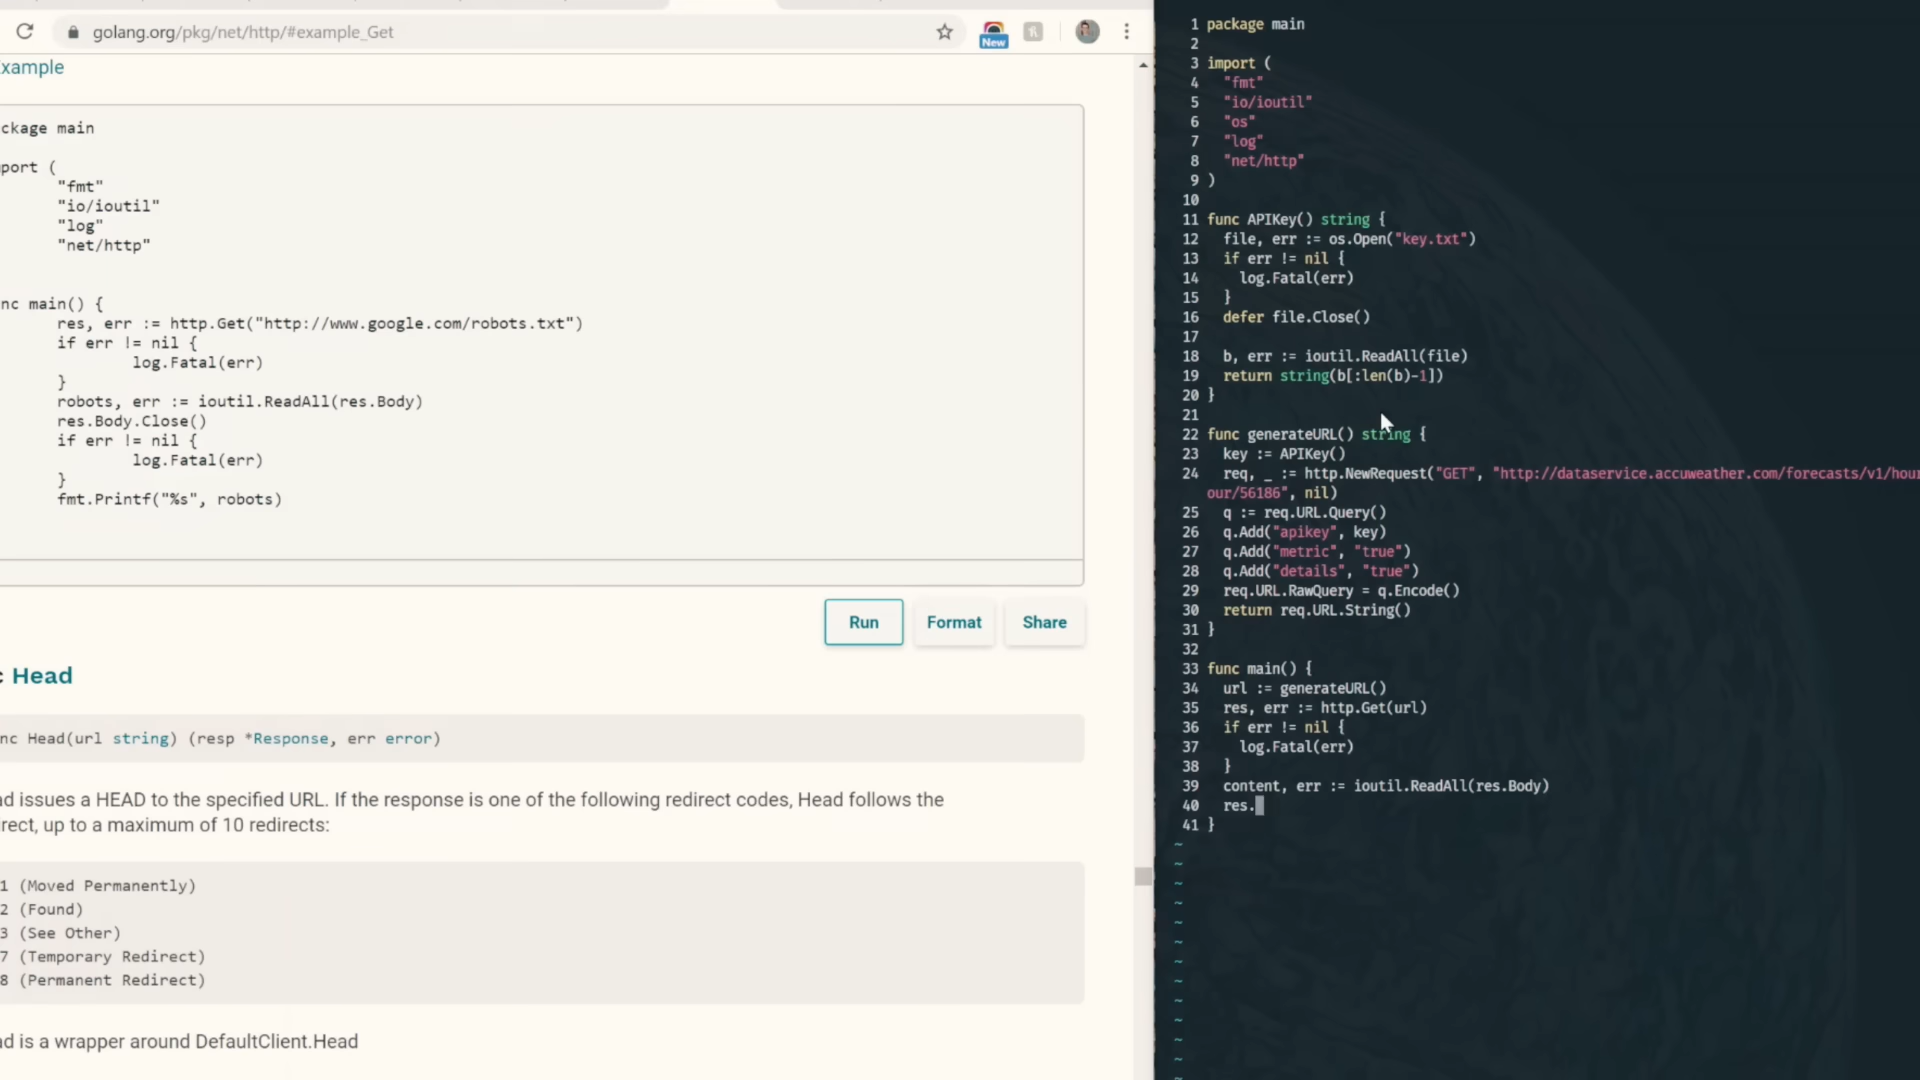 golang.org/pkg/net/http/#example_Get
New
xample
ckage main
port (
"fmt"
"io/ioutil"
"log"
"net/http"
nc main() {
res, err := http.Get("http://www.google.com/robots.txt")
if err != nil {
log.Fatal(err)
}
robots, err := ioutil.ReadAll(res.Body)
res.Body.Close()
if err != nil {
log.Fatal(err)
}
fmt.Printf("%s", robots)
Run
Format
Share
c Head
nc Head(url string) (resp *Response, err error)
ad issues a HEAD to the specified URL. If the response is one of the following redirect codes, Head follows the
irect, up to a maximum of 10 redirects:
1 (Moved Permanently)
2 (Found)
3 (See Other)
7 (Temporary Redirect)
8 (Permanent Redirect)
ad is a wrapper around DefaultClient.Head
1 package main
2
3 import (
4 "fmt"
5 "io/ioutil"
6 "os"
7 "log"
8 "net/http"
9 )
10
11 func APIKey() string {
12 file, err := os.Open("key.txt")
13 if err != nil {
14 log.Fatal(err)
15 }
16 defer file.Close()
17
18 b, err := ioutil.ReadAll(file)
19 return string(b[:len(b)-1])
20 }
21
22 func generateURL() string {
23 key := APIKey()
24 req, _ := http.NewRequest("GET", "http://dataservice.accuweather.com/forecasts/v1/hour
our/56186", nil)
25 q := req.URL.Query()
26 q.Add("apikey", key)
27 q.Add("metric", "true")
28 q.Add("details", "true")
29 req.URL.RawQuery = q.Encode()
30 return req.URL.String()
31 }
32
33 func main() {
34 url := generateURL()
35 res, err := http.Get(url)
36 if err != nil {
37 log.Fatal(err)
38 }
39 content, err := ioutil.ReadAll(res.Body)
40 res.
41 }
~
~
~
~
~
~
~
~
~
~
~
~